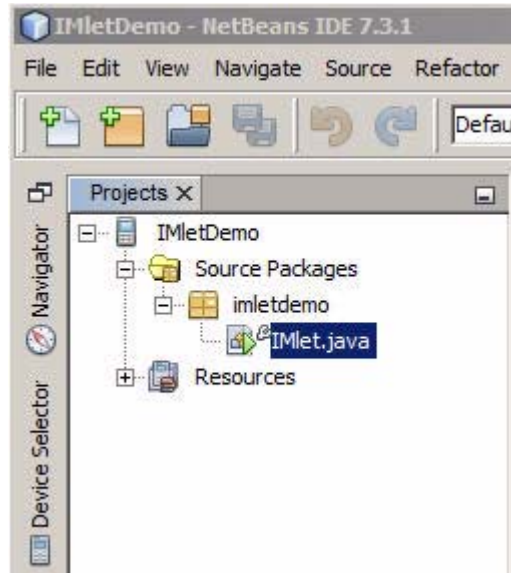 IMletDemo - NetBeans IDE 7.3.1
File Edit View Navigate Source Refactor
Defau
Projects
Navigator
Device Selector
IMletDemo
Source Packages
imletdemo
IMlet.java
Resources